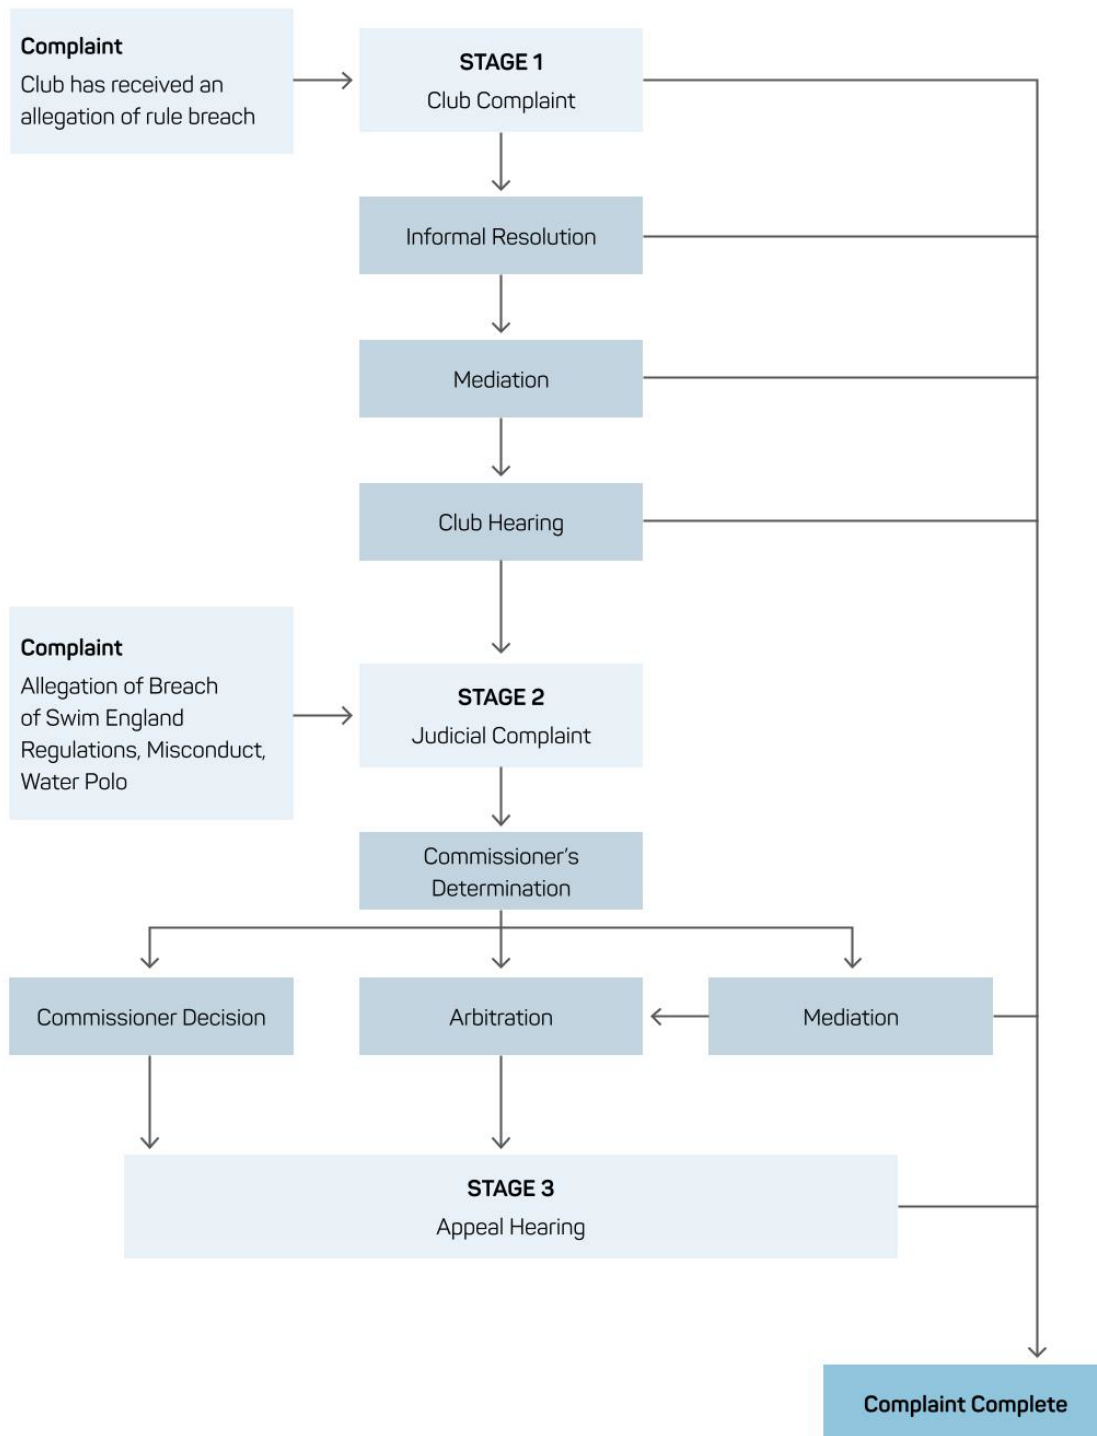 Complaint
Club has received an
allegation of rule breach
STAGE 1
Club Complaint
Informal Resolution
Mediation
Club Hearing
Complaint
Allegation of Breach
of Swim England
Regulations, Misconduct,
Water Polo
STAGE 2
Judicial Complaint
Commissioner’s
Determination
Commissioner Decision
Arbitration
Mediation
STAGE 3
Appeal Hearing
Complaint Complete